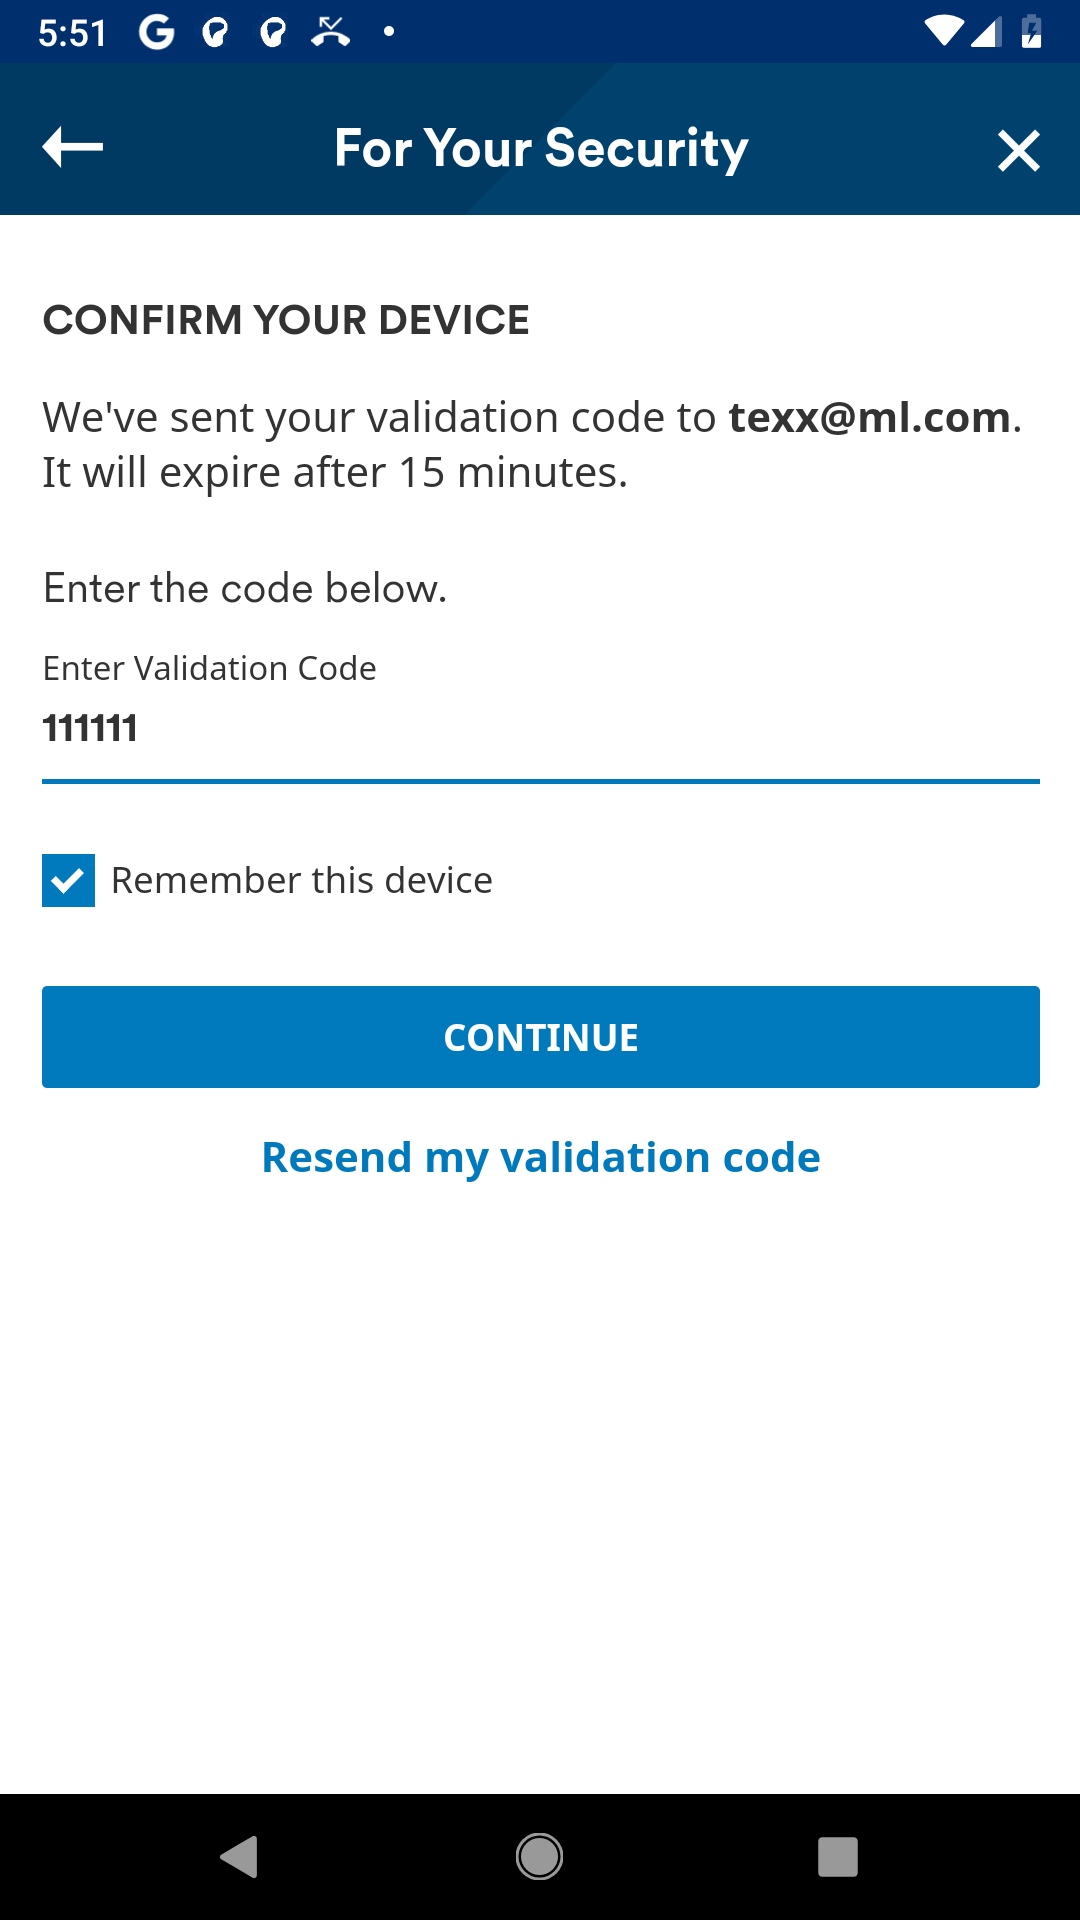 5:51
For Your Security
CONFIRM YOUR DEVICE
We've sent your validation code to texx@ml.com.
It will expire after 15 minutes.
Enter the code below.
Enter Validation Code
111111
Remember this device
CONTINUE
Resend my validation code